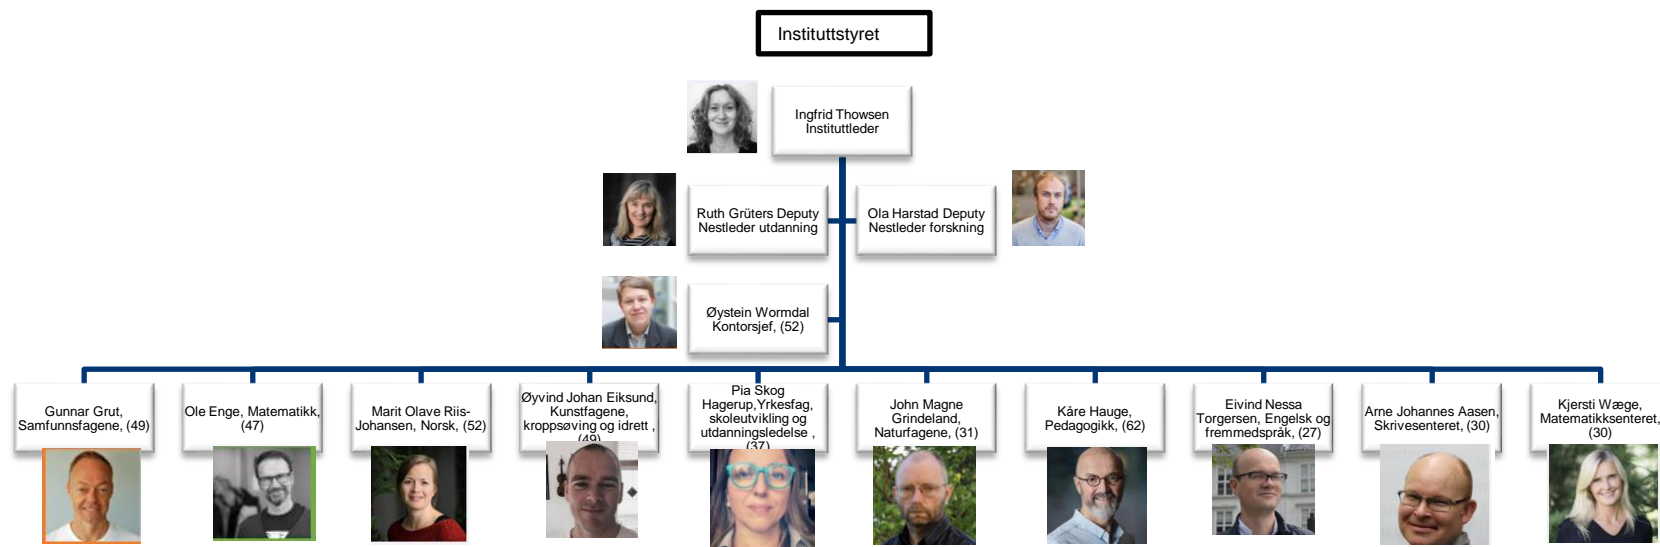 Instituttstyret
Ingfrid Thowsen
Instituttleder
Ruth Grüters Deputy
Nestleder utdanning
Ola Harstad Deputy
Nestleder forskning
Øystein Wormdal
Kontorsjef, (52)
Gunnar Grut,
Samfunnsfagene, (49)
Ole Enge, Matematikk,
(47)
Marit Olave Riis-
Johansen, Norsk, (52)
Øyvind Johan Eiksund,
Kunstfagene,
kroppsøving og idrett ,
(49)
Pia Skog
Hagerup,Yrkesfag,
skoleutvikling og
utdanningsledelse ,
(37)
John Magne
Grindeland,
Naturfagene, (31)
Kåre Hauge,
Pedagogikk, (62)
Eivind Nessa
Torgersen, Engelsk og
fremmedspråk, (27)
Arne Johannes Aasen,
Skrivesenteret, (30)
Kjersti Wæge,
Matematikksenteret,
(30)